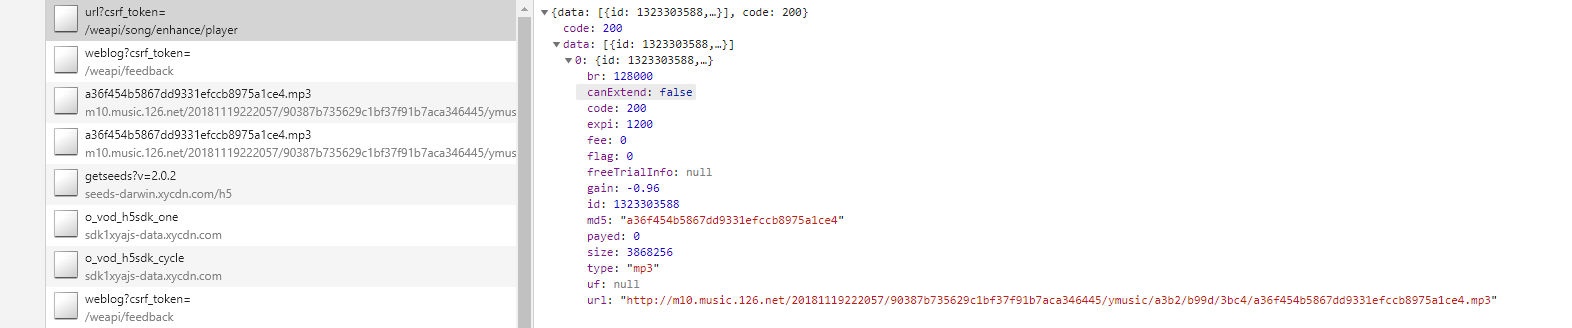 url?csrf_token=
/weapi/song/enhance/player
weblog?csrf_token=
/weapi/feedback
a36f454b5867dd9331efccb8975a1ce4.mp3
m10.music.126.net/20181119222057/90387b735629c1bf37f91b7aca346445/ymus
a36f454b5867dd9331efccb8975a1ce4.mp3
m10.music.126.net/20181119222057/90387b735629c1bf37f91b7aca346445/ymus
getseeds?v=2.0.2
seeds-darwin.xycdn.com/h5
o_vod_h5sdk_one
sdk1xyajs-data.xycdn.com
o_vod_h5sdk_cycle
sdk1xyajs-data.xycdn.com
weblog?csrf_token=
/weapi/feedback
{data: [{id: 1323303588,…}], code: 200}
code: 200
data: [{id: 1323303588,…}]
0: {id: 1323303588,…}
br: 128000
canExtend: false
code: 200
expi: 1200
fee: 0
flag: 0
freeTrialInfo: null
gain: -0.96
id: 1323303588
md5: "a36f454b5867dd9331efccb8975a1ce4"
payed: 0
size: 3868256
type: "mp3"
uf: null
url: "http://m10.music.126.net/20181119222057/90387b735629c1bf37f91b7aca346445/ymusic/a3b2/b99d/3bc4/a36f454b5867dd9331efccb8975a1ce4.mp3"